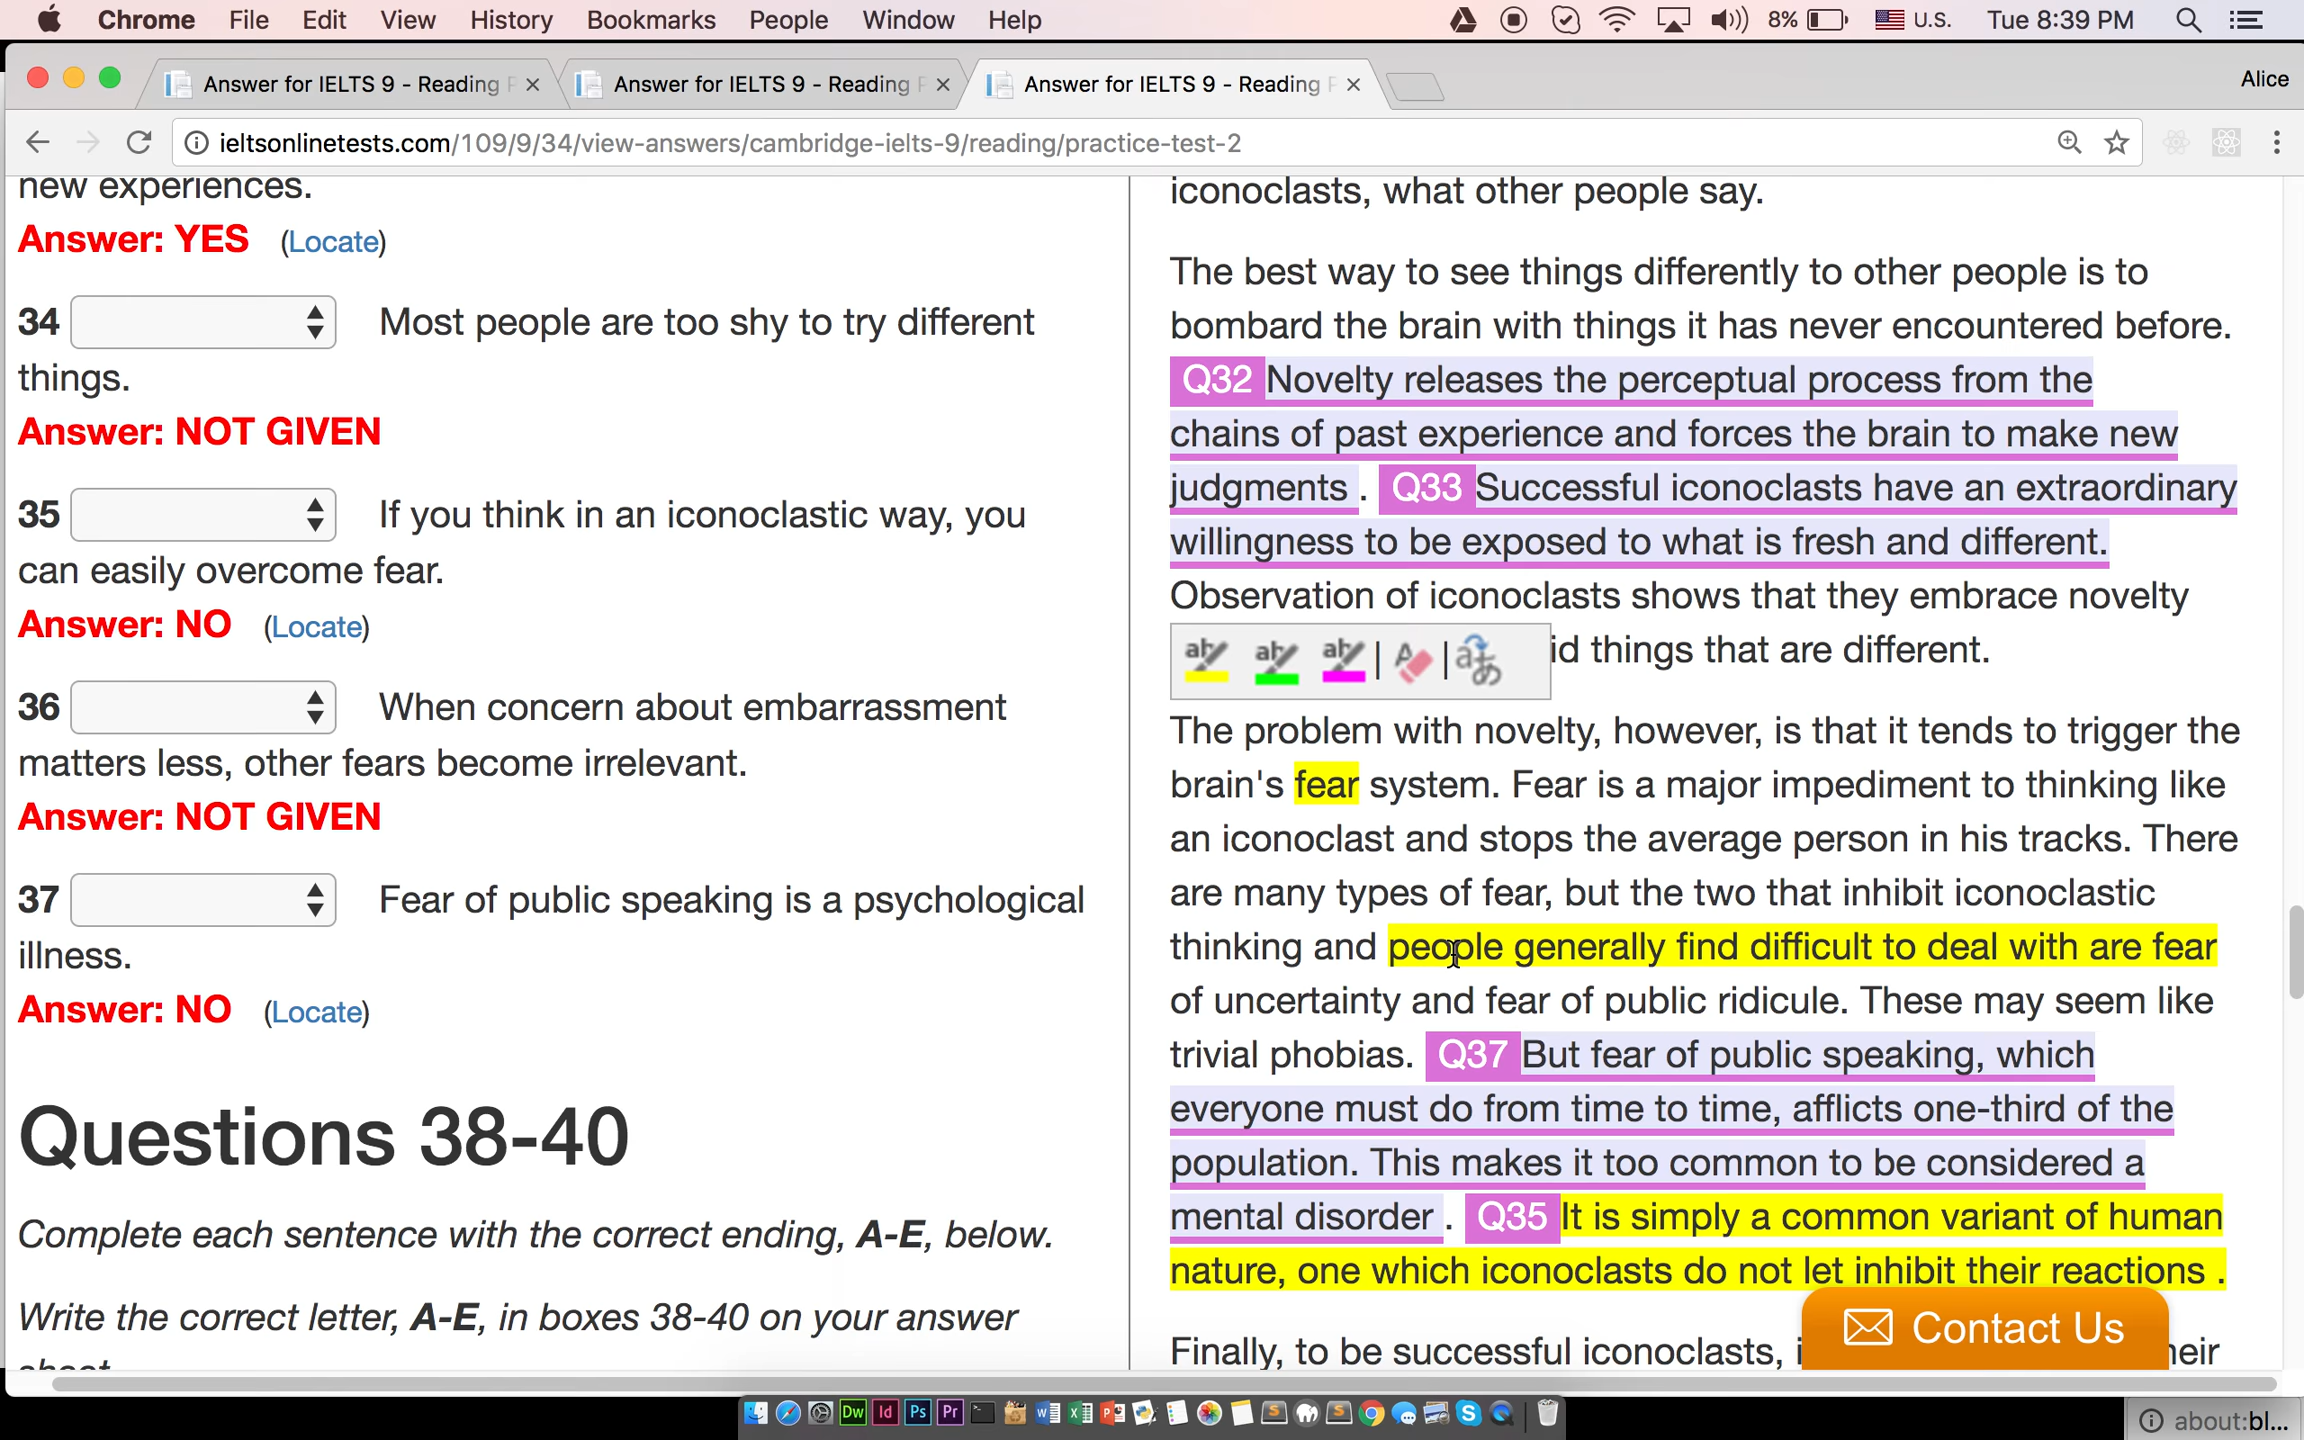 Chrome File Edit View History Bookmarks People Window Help 8% U.S. Tue 8:39 PM
Answer for IELTS 9 - Reading Answer for IELTS 9 - Reading Answer for IELTS 9 - Reading Alice
ieltsonlinetests.com/109/9/34/view-answers/cambridge-ielts-9/reading/practice-test-2
new experiences.
Answer: YES (Locate)
34 Most people are too shy to try different
things.
Answer: NOT GIVEN
35 If you think in an iconoclastic way, you
can easily overcome fear.
Answer: NO (Locate)
36 When concern about embarrassment
matters less, other fears become irrelevant.
Answer: NOT GIVEN
37 Fear of public speaking is a psychological
illness.
Answer: NO (Locate)
Questions 38-40
Complete each sentence with the correct ending, A-E, below.
Write the correct letter, A-E, in boxes 38-40 on your answer
iconoclasts, what other people say.
The best way to see things differently to other people is to
bombard the brain with things it has never encountered before.
Q32 Novelty releases the perceptual process from the
chains of past experience and forces the brain to make new
judgments . Q33 Successful iconoclasts have an extraordinary
willingness to be exposed to what is fresh and different.
Observation of iconoclasts shows that they embrace novelty
id things that are different.
The problem with novelty, however, is that it tends to trigger the
brain's fear system. Fear is a major impediment to thinking like
an iconoclast and stops the average person in his tracks. There
are many types of fear, but the two that inhibit iconoclastic
thinking and people generally find difficult to deal with are fear
of uncertainty and fear of public ridicule. These may seem like
trivial phobias. Q37 But fear of public speaking, which
everyone must do from time to time, afflicts one-third of the
population. This makes it too common to be considered a
mental disorder . Q35 It is simply a common variant of human
nature, one which iconoclasts do not let inhibit their reactions .
Finally, to be successful iconoclasts, i
Contact Us
Dw Id Ps Pr
about:bl...